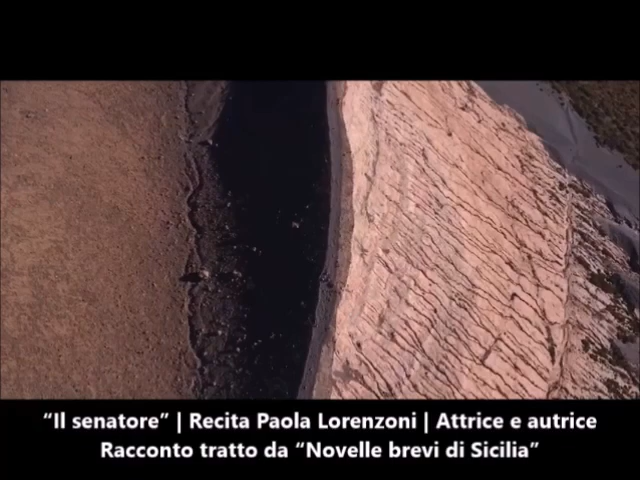 “Il senatore” | Recita Paola Lorenzoni | Attrice e autrice
Racconto tratto da “Novelle brevi di Sicilia”